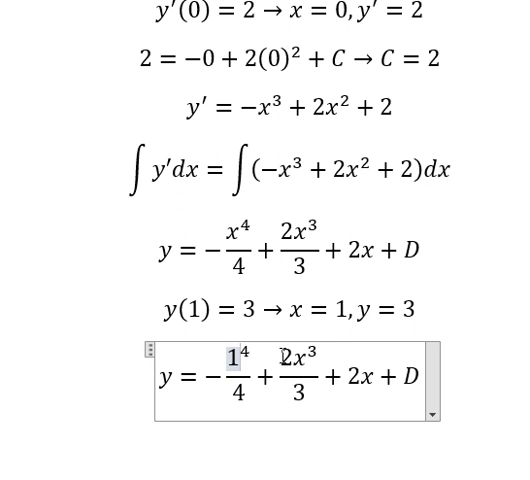 y′(0) = 2 → x = 0, y′ = 2
2 = −0 + 2(0)² + C → C = 2
y′ = −x³ + 2x² + 2
∫ y′dx = ∫ (−x³ + 2x² + 2)dx
y = − x⁴/4 + 2x³/3 + 2x + D
y(1) = 3 → x = 1, y = 3
y = − 1⁴/4 + 2x³/3 + 2x + D